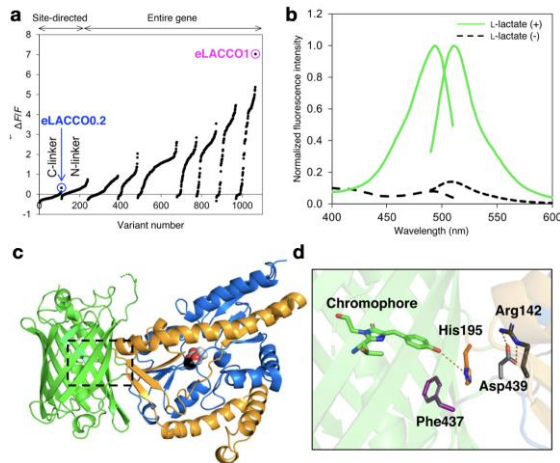 a
Site-directed
Entire gene
ΔF/F
8
7
6
5
4
3
2
1
0
-1
eLACCO1
eLACCO0.2
C-linker
N-linker
0 200 400 600 800 1000
Variant number
b
L-lactate (+)
L-lactate (-)
Normalized fluorescence intensity
1.2
1.0
0.8
0.6
0.4
0.2
0
400 450 500 550 600
Wavelength (nm)
c
d
Chromophore
His195
Arg142
Asp439
Phe437